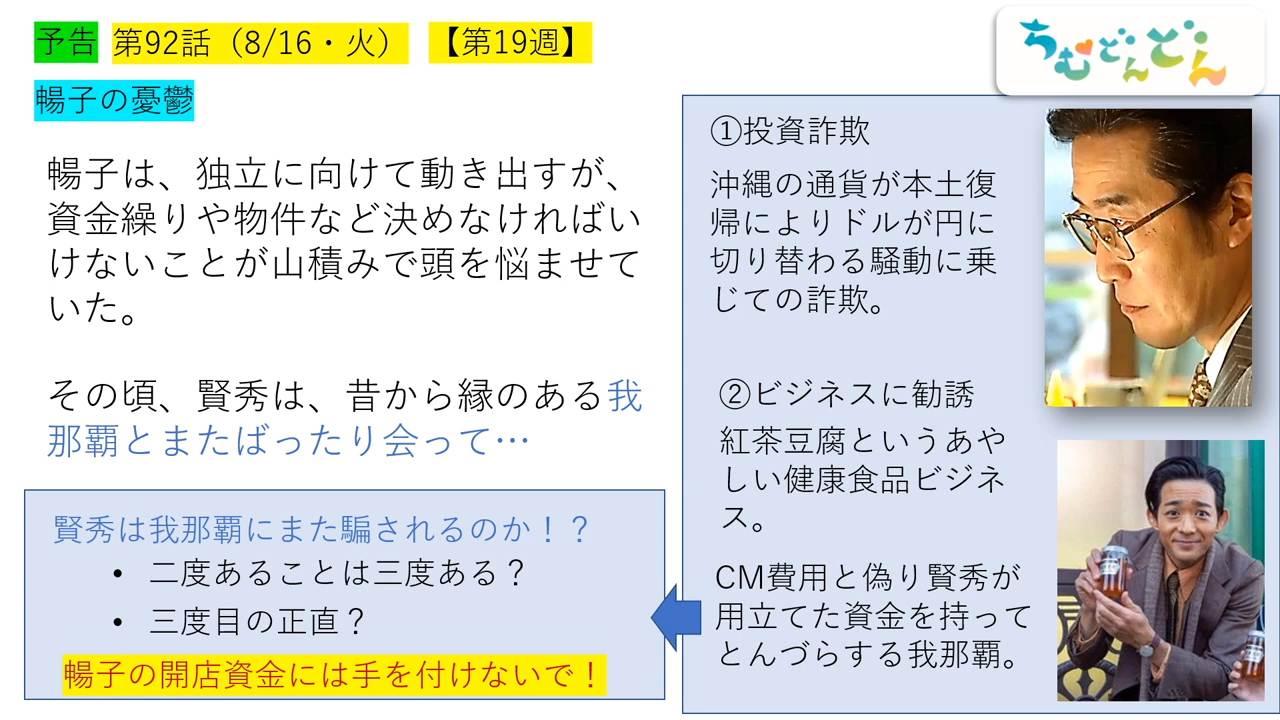 予告 第92話（8/16・火） 【第19週】
ちむどんどん
暢子の憂鬱
暢子は、独立に向けて動き出すが、
資金繰りや物件など決めなければい
けないことが山積みで頭を悩ませて
いた。
その頃、賢秀は、昔から縁のある我
那覇とまたばったり会って…
賢秀は我那覇にまた騙されるのか！？
• 二度あることは三度ある？
• 三度目の正直？
暢子の開店資金には手を付けないで！
①投資詐欺
沖縄の通貨が本土復
帰によりドルが円に
切り替わる騒動に乗
じての詐欺。
②ビジネスに勧誘
紅茶豆腐というあや
しい健康食品ビジネ
ス。
CM費用と偽り賢秀が
用立てた資金を持って
とんづらする我那覇。